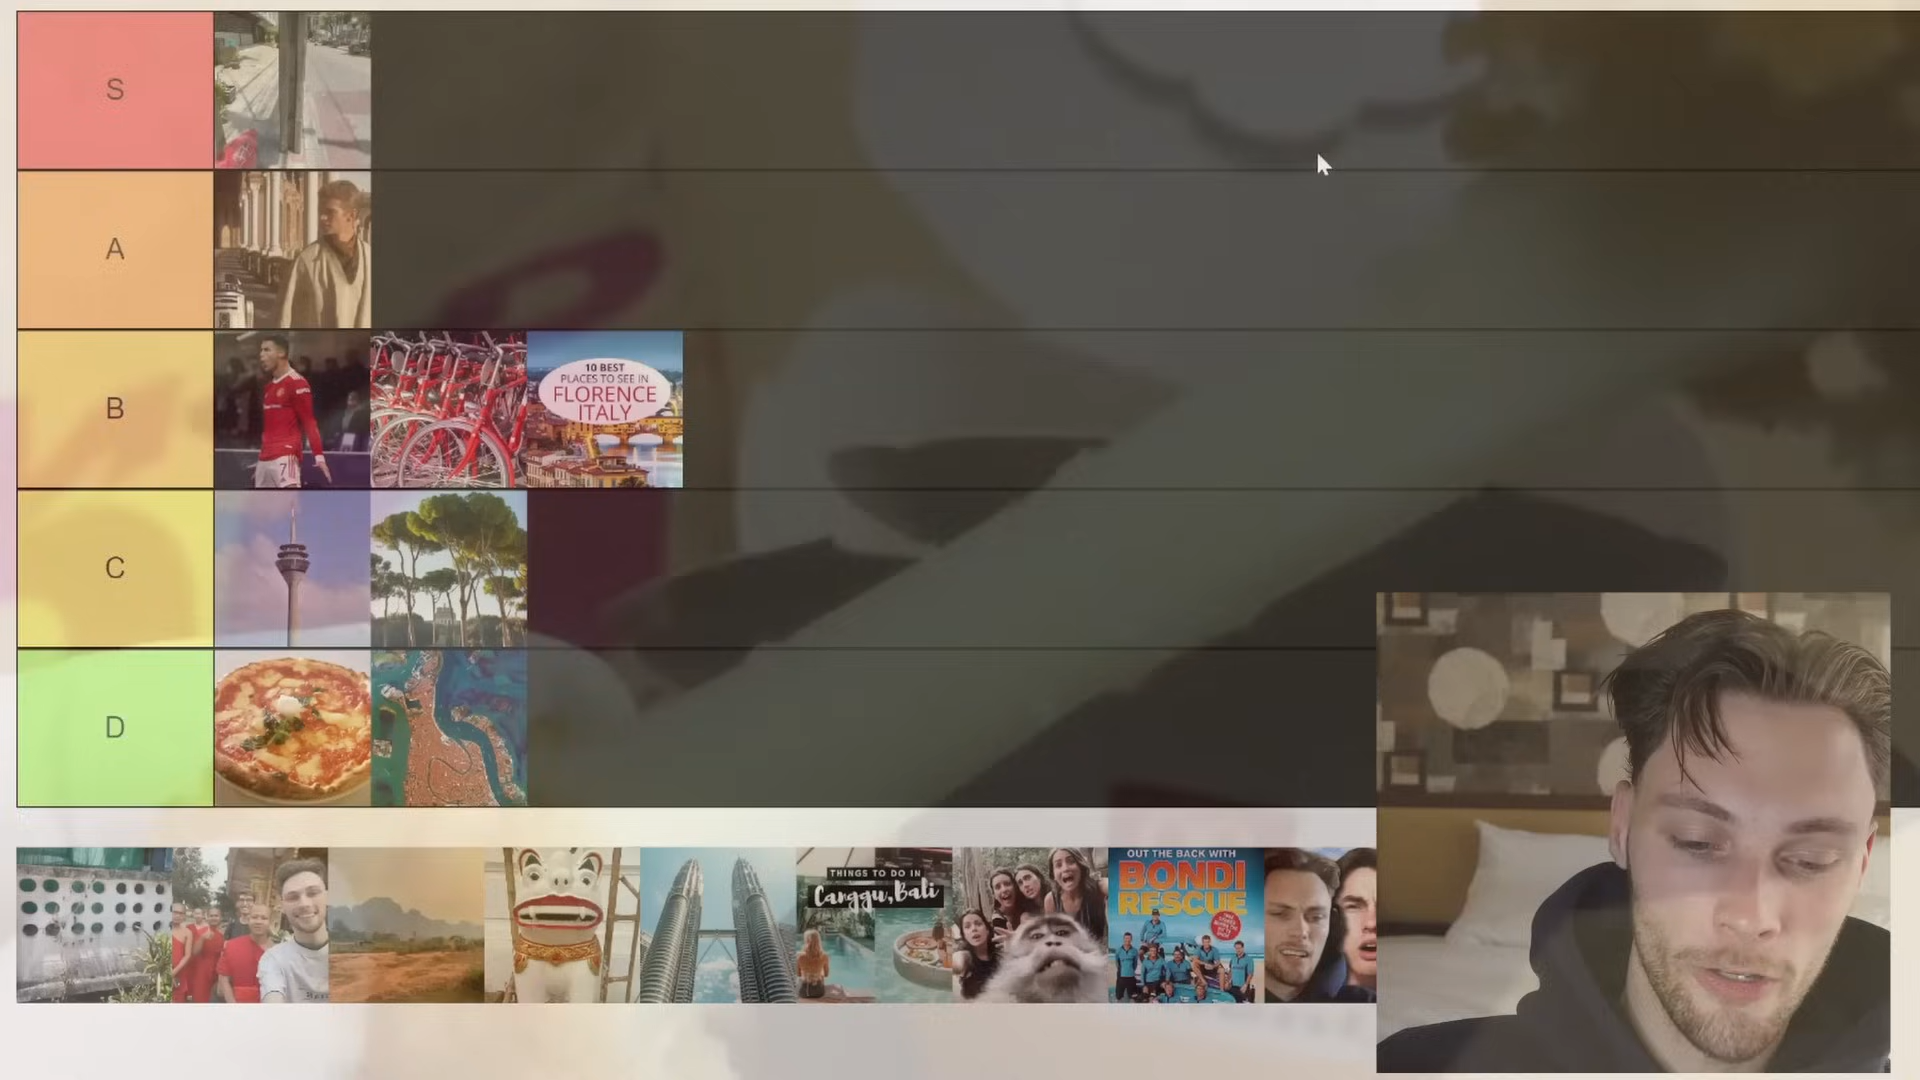 S
A
B
7
10 BEST
PLACES TO SEE IN
FLORENCE
ITALY
C
D
THINGS TO DO IN
Canggu, Bali
OUT THE BACK WITH
BONDI
RESCUE